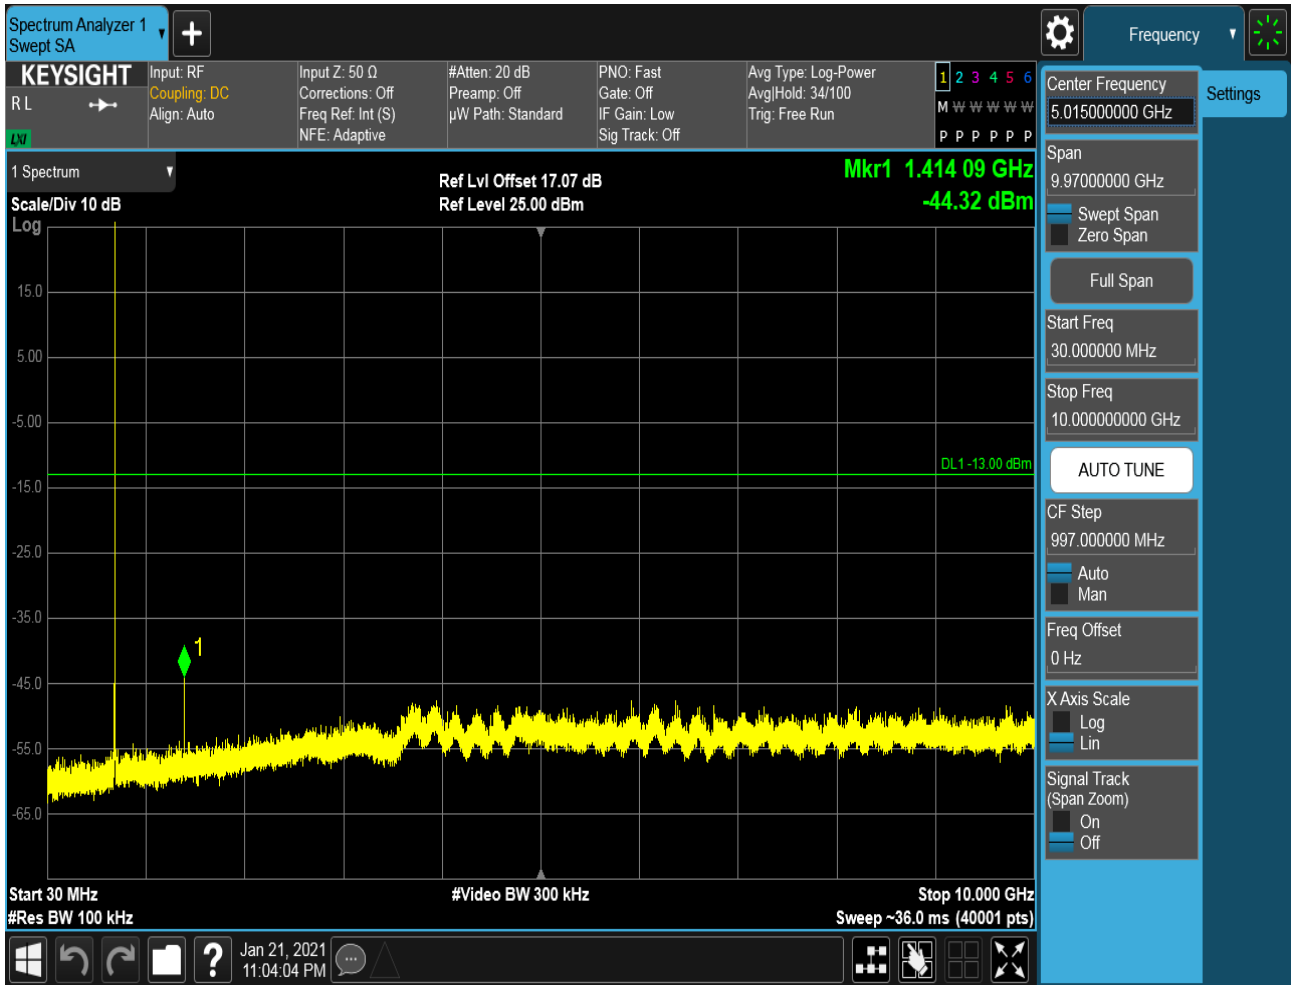 Spectrum Analyzer 1
Swept SA
Frequency
KEYSIGHT
R L
LXI
Input: RF
Coupling: DC
Align: Auto
Input Z: 50 Ω
Corrections: Off
Freq Ref: Int (S)
NFE: Adaptive
#Atten: 20 dB
Preamp: Off
µW Path: Standard
PNO: Fast
Gate: Off
IF Gain: Low
Sig Track: Off
Avg Type: Log-Power
Avg|Hold: 34/100
Trig: Free Run
1 2 3 4 5 6
M W W W W W
P P P P P P
1 Spectrum
Scale/Div 10 dB
Log
Ref Lvl Offset 17.07 dB
Ref Level 25.00 dBm
Mkr1 1.414 09 GHz
-44.32 dBm
15.0
5.00
-5.00
-15.0
-25.0
-35.0
-45.0
-55.0
-65.0
DL1 -13.00 dBm
1
Start 30 MHz
#Res BW 100 kHz
#Video BW 300 kHz
Stop 10.000 GHz
Sweep ~36.0 ms (40001 pts)
Center Frequency
5.015000000 GHz
Settings
Span
9.97000000 GHz
Swept Span
Zero Span
Full Span
Start Freq
30.000000 MHz
Stop Freq
10.000000000 GHz
AUTO TUNE
CF Step
997.000000 MHz
Auto
Man
Freq Offset
0 Hz
X Axis Scale
Log
Lin
Signal Track
(Span Zoom)
On
Off
?
Jan 21, 2021
11:04:04 PM